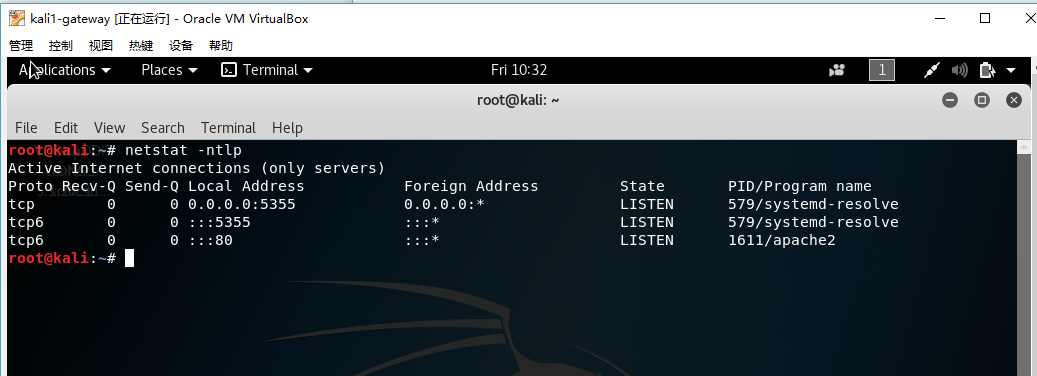 kali1-gateway [正在运行] - Oracle VM VirtualBox
管理 控制 视图 热键 设备 帮助
Applications Places Terminal Fri 10:32 1
root@kali: ~
File Edit View Search Terminal Help
root@kali:~# netstat -ntlp
Active Internet connections (only servers)
Proto Recv-Q Send-Q Local Address Foreign Address State PID/Program name
tcp 0 0 0.0.0.0:5355 0.0.0.0:* LISTEN 579/systemd-resolve
tcp6 0 0 :::5355 :::* LISTEN 579/systemd-resolve
tcp6 0 0 :::80 :::* LISTEN 1611/apache2
root@kali:~#